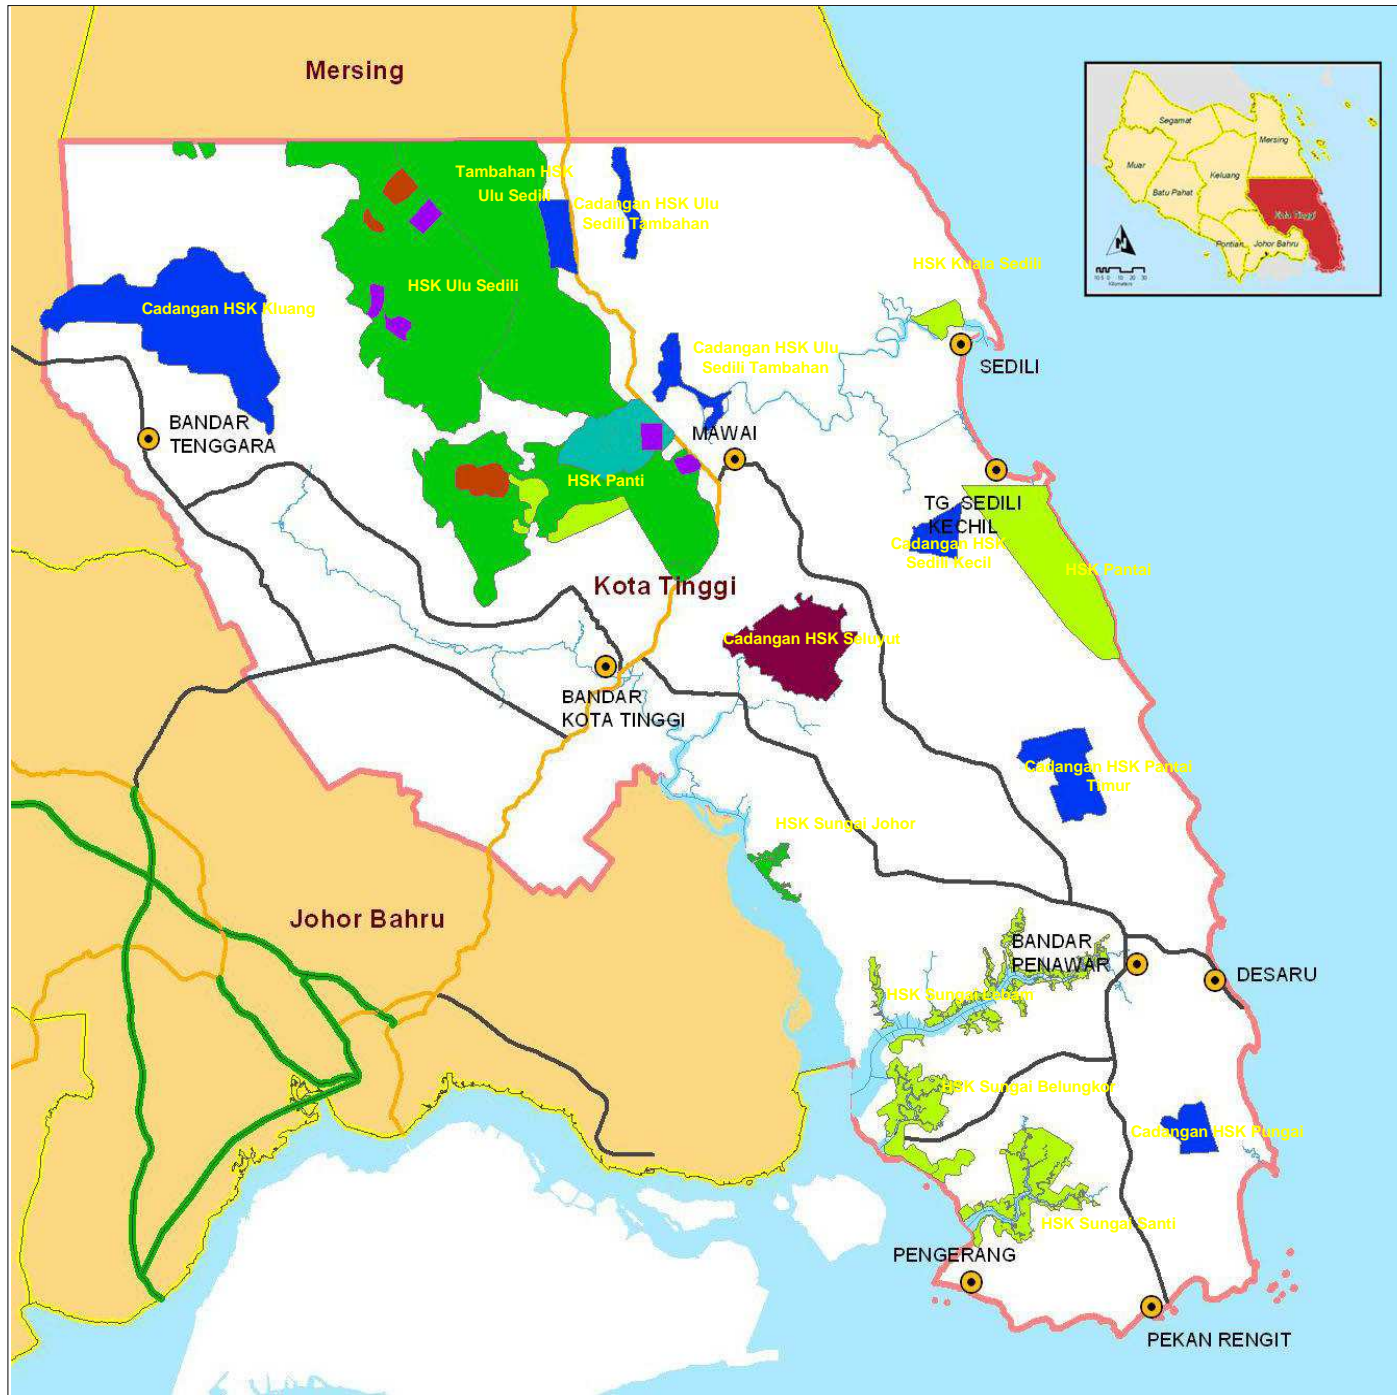 Mersing
Segamat
Mersing
Muar
Keluang
Batu Pahat
Kota Tinggi
Pontian
Johor Bahru
Kilometers
Tambahan HSK
Ulu Sedili
Cadangan HSK Ulu
Sedili Tambahan
HSK Kuala Sedili
HSK Ulu Sedili
Cadangan HSK Kluang
Cadangan HSK Ulu
Sedili Tambahan
SEDILI
BANDAR
TENGGARA
MAWAI
HSK Panti
TG. SEDILI
KECHIL
Cadangan HSK
Sedili Kecil
HSK Pantai
Kota Tinggi
Cadangan HSK Seluyut
BANDAR
KOTA TINGGI
Cadangan HSK Pantai
Timur
HSK Sungai Johor
Johor Bahru
BANDAR
PENAWAR
DESARU
HSK Sungai Lebam
HSK Sungai Belungkor
Cadangan HSK Pungai
HSK Sungai Santi
PENGERANG
PEKAN RENGIT